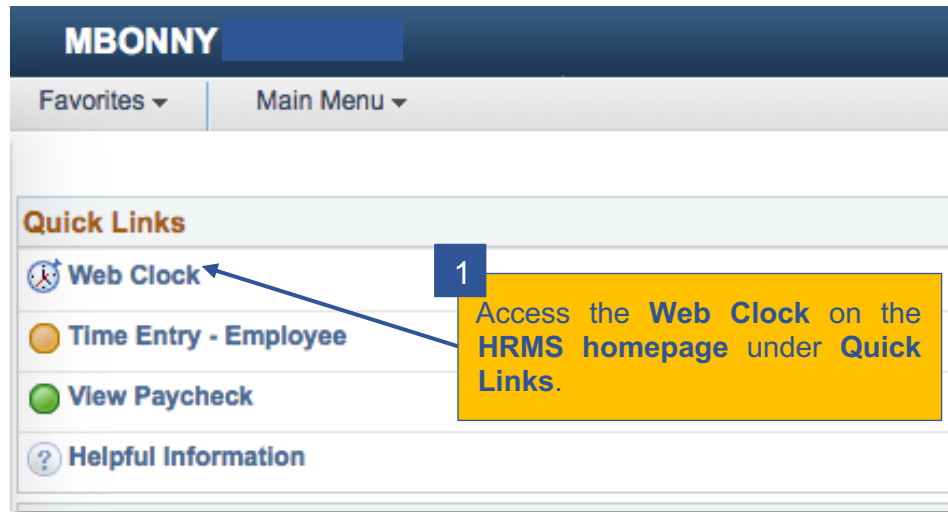 MBONNY
Favorites Main Menu
Quick Links
Web Clock
1
Access the Web Clock on the
HRMS homepage under Quick
Links.
Time Entry - Employee
View Paycheck
? Helpful Information